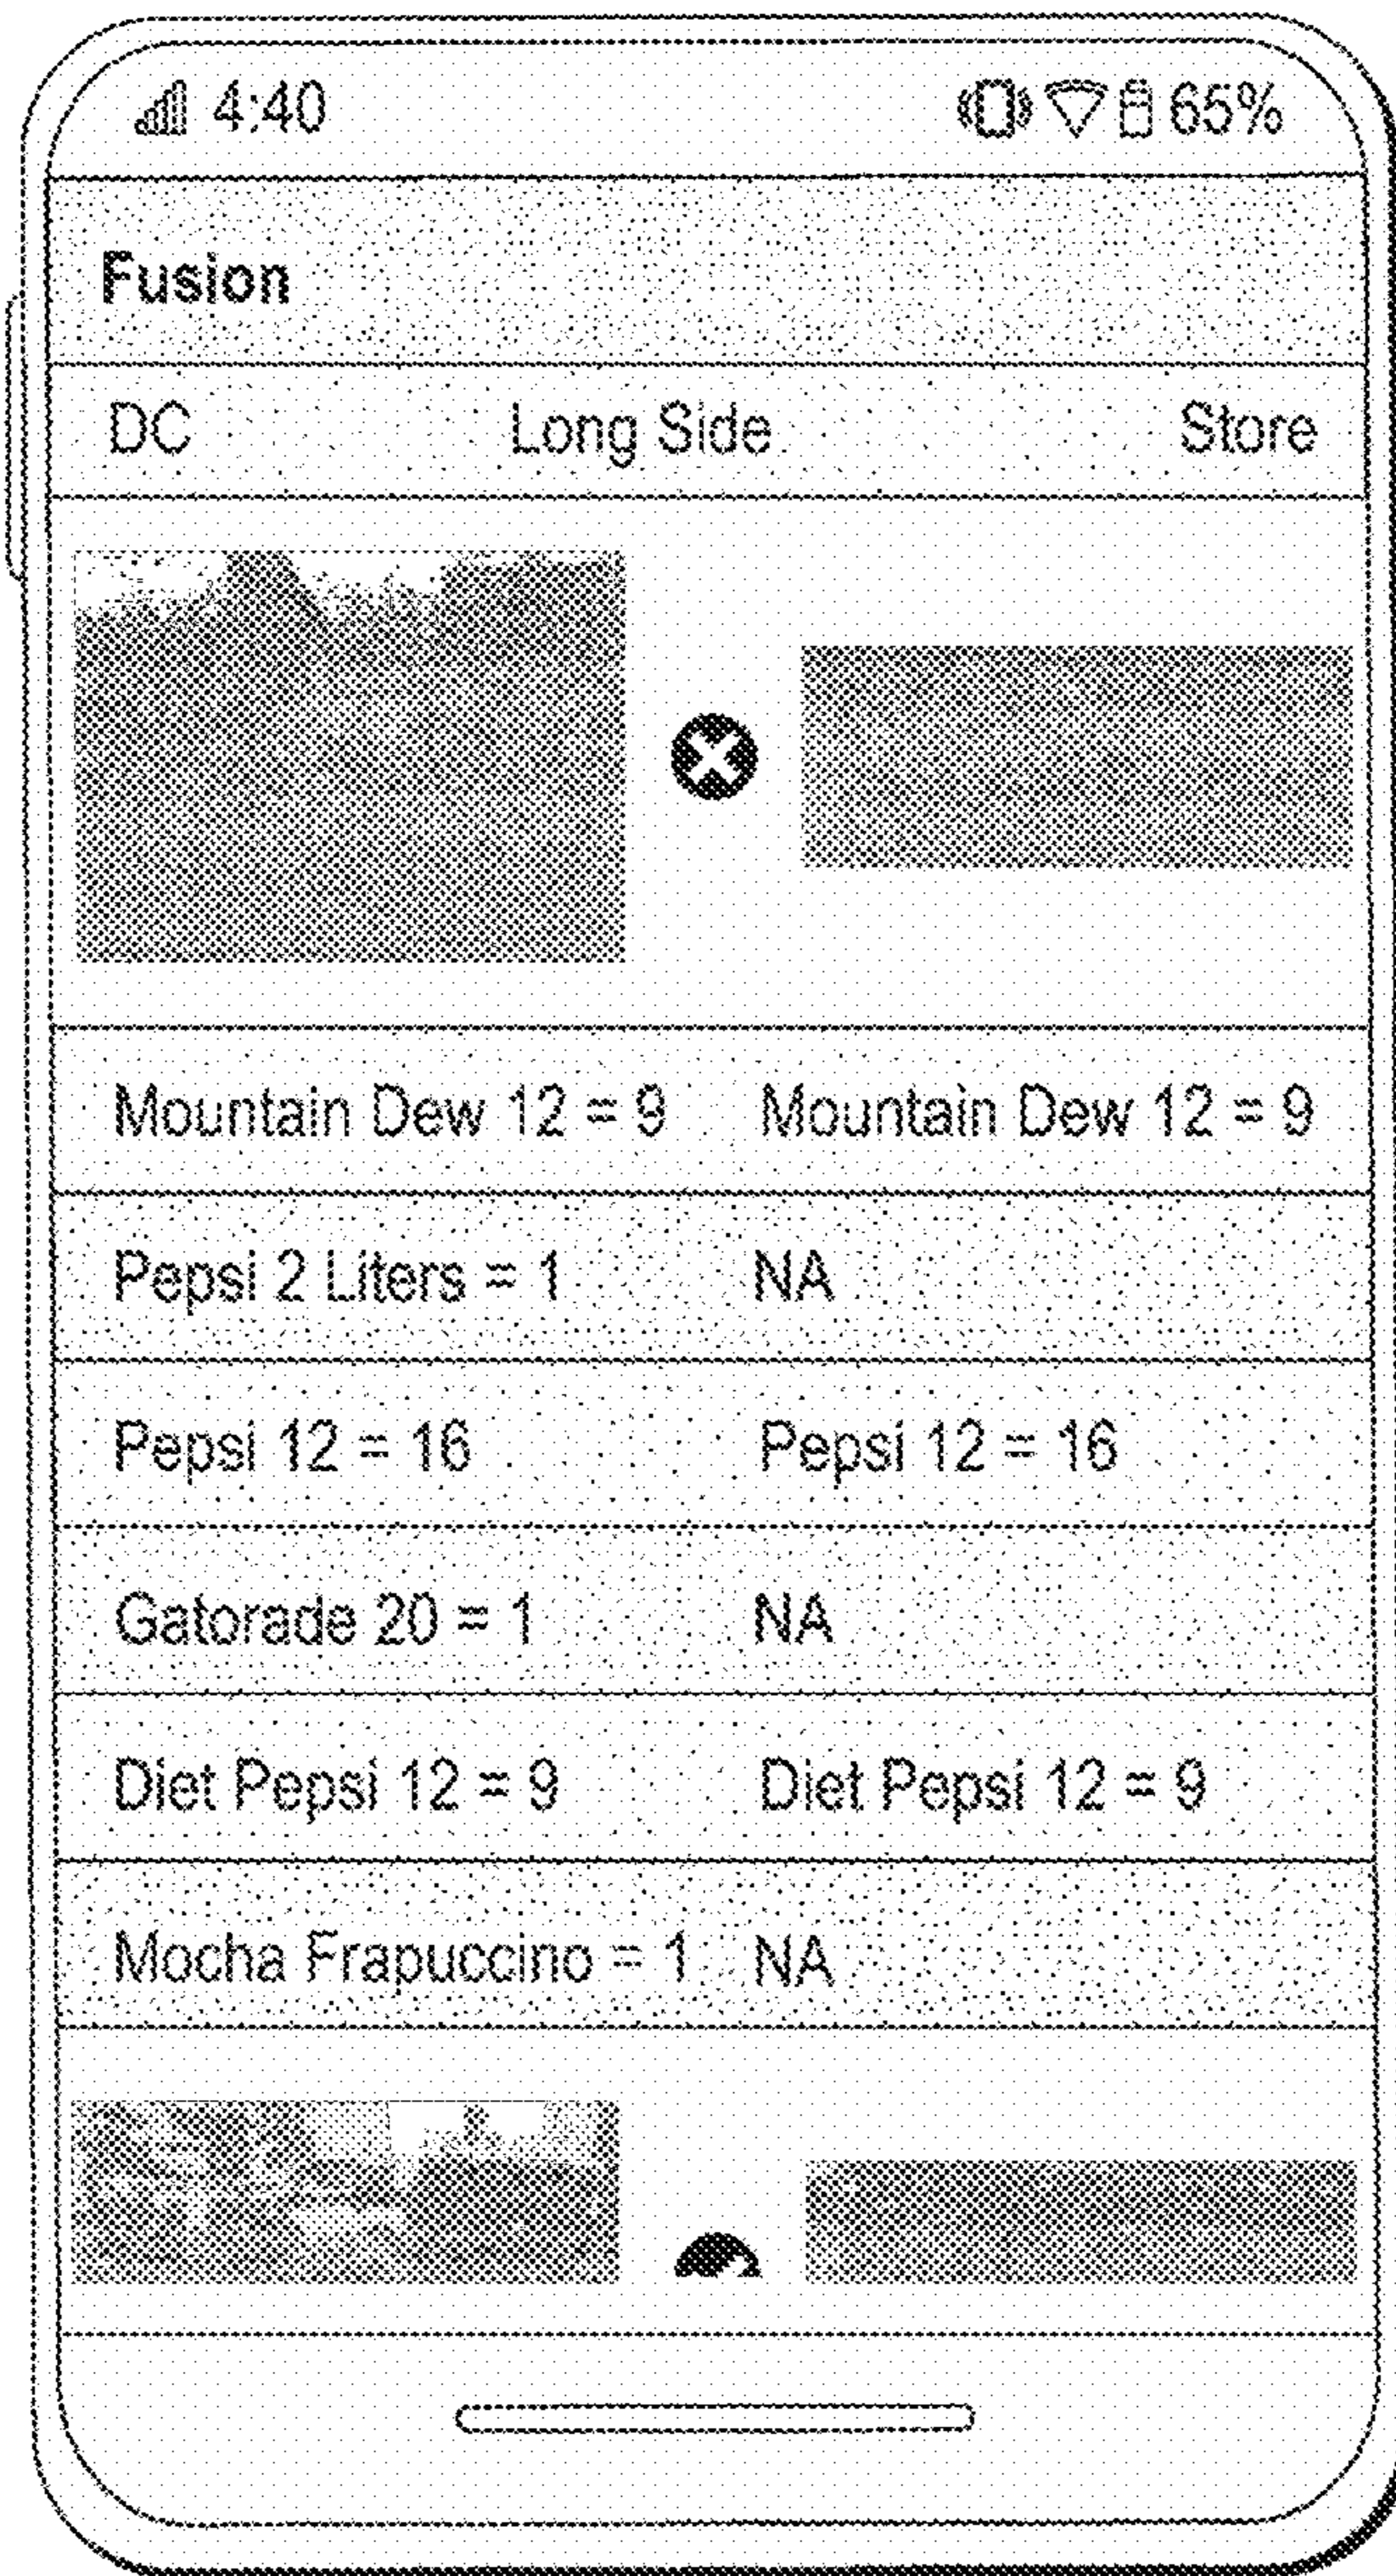 4:40 65%
Fusion
DC Long Side Store
Mountain Dew 12 = 9 Mountain Dew 12 = 9
Pepsi 2 Liters = 1 NA
Pepsi 12 = 16 Pepsi 12 = 16
Gatorade 20 = 1 NA
Diet Pepsi 12 = 9 Diet Pepsi 12 = 9
Mocha Frapuccino = 1 NA